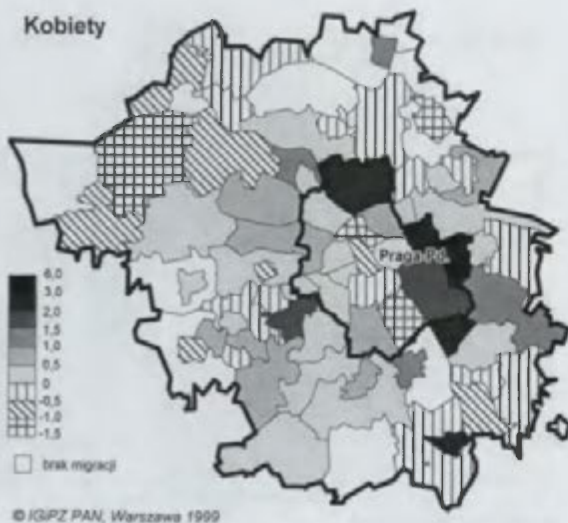 Kobiety
Praga Pd.
6,0
3,0
2,0
1,5
1,0
0,5
0
-0,5
-1,0
-1,5
brak migracji
© IGiPZ PAN, Warszawa 1999